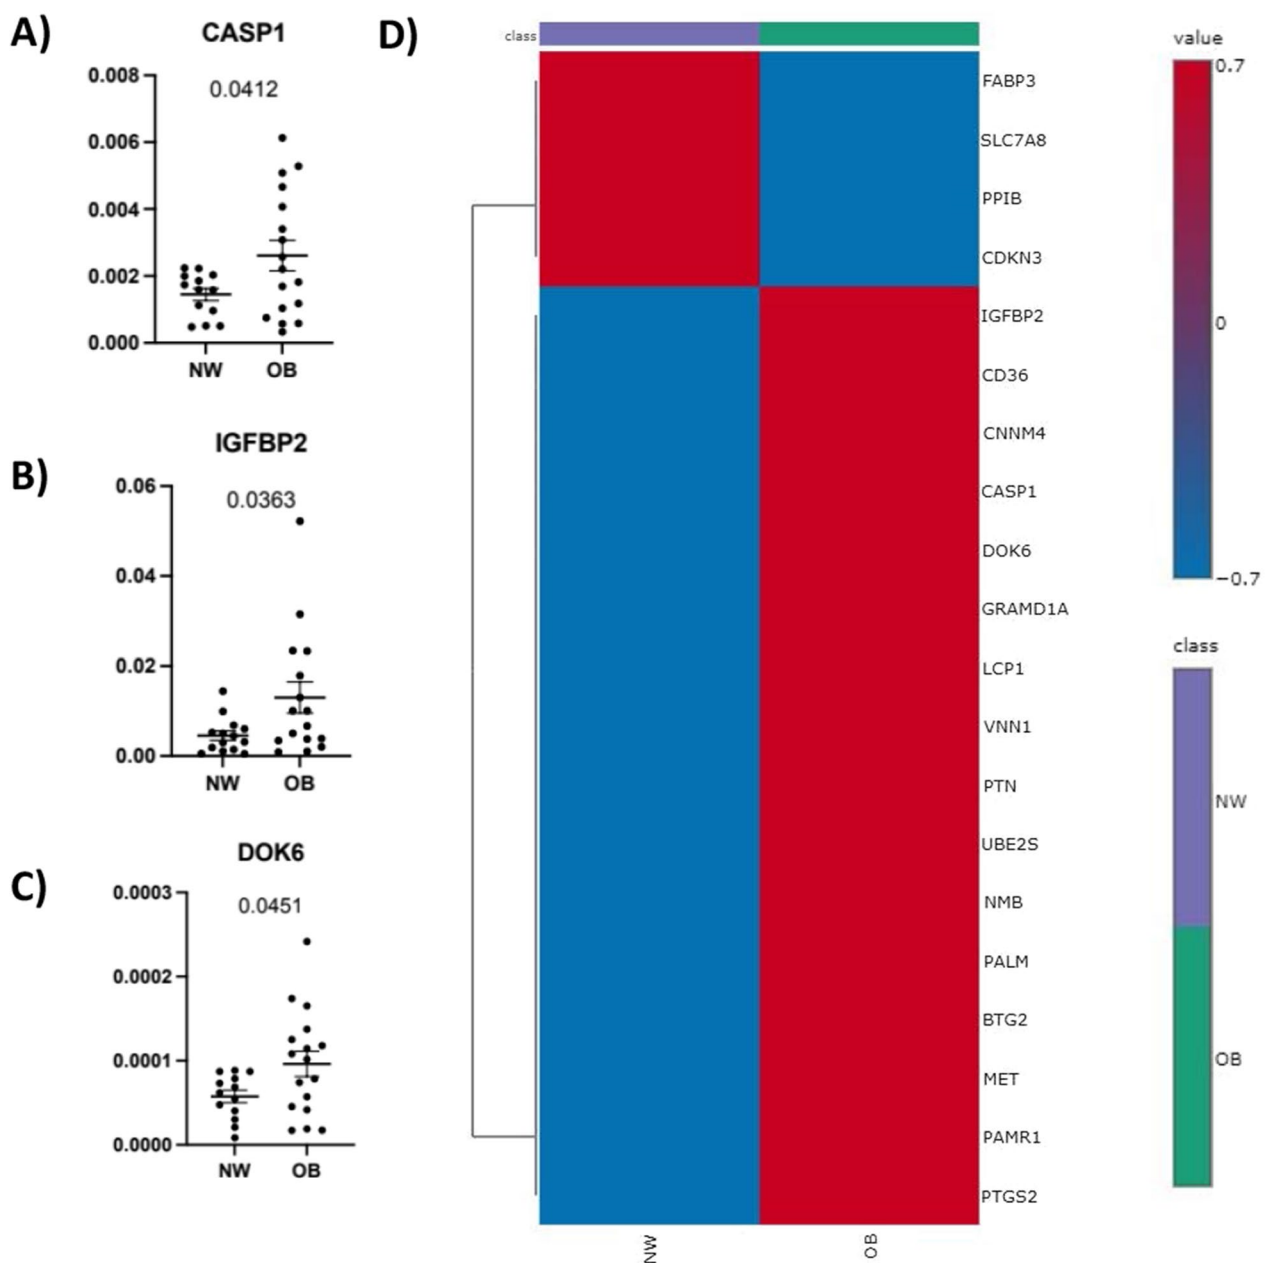 A)
CASP1
0.0412
0.008
0.006
0.004
0.002
0.000
NW OB
B)
IGFBP2
0.0363
0.06
0.04
0.02
0.00
NW OB
C)
DOK6
0.0451
0.0003
0.0002
0.0001
0.0000
NW OB
D)
class
FABP3
SLC7A8
PPIB
CDKN3
IGFBP2
CD36
CNNM4
CASP1
DOK6
GRAMD1A
LCP1
VNN1
PTN
UBE2S
NMB
PALM
BTG2
MET
PAMR1
PTGS2
NW OB
value
0.7
0
−0.7
class
NW
OB